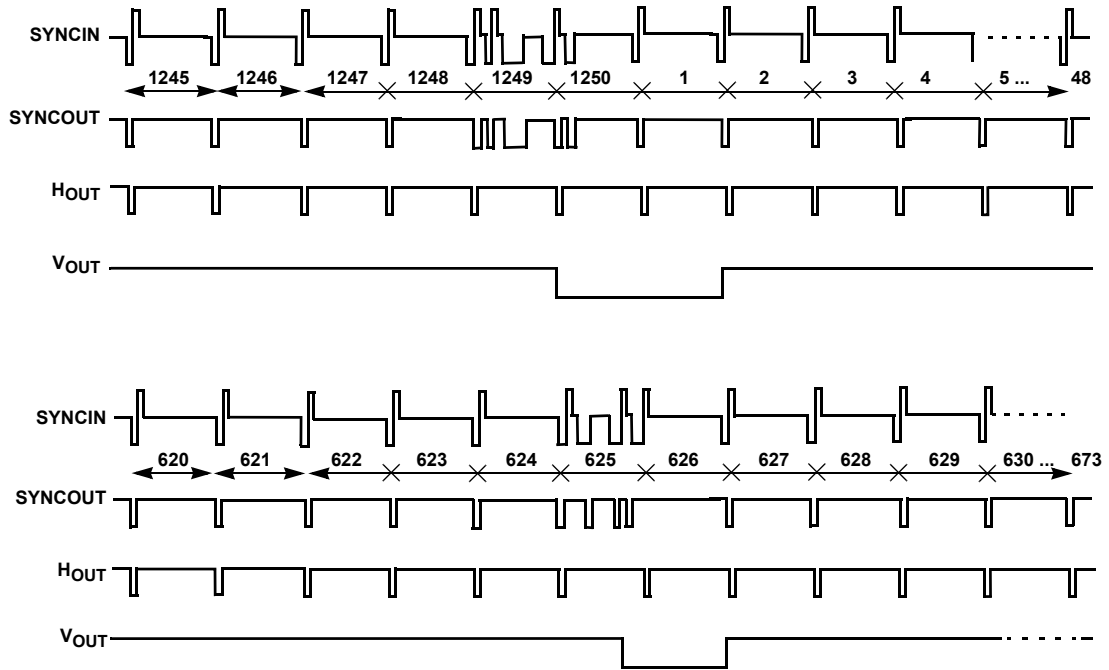 SYNCIN
1245 1246 1247 1248 1249 1250 1 2 3 4 5 ... 48
SYNCOUT
HOUT
VOUT
SYNCIN
620 621 622 623 624 625 626 627 628 629 630 ... 673
SYNCOUT
HOUT
VOUT